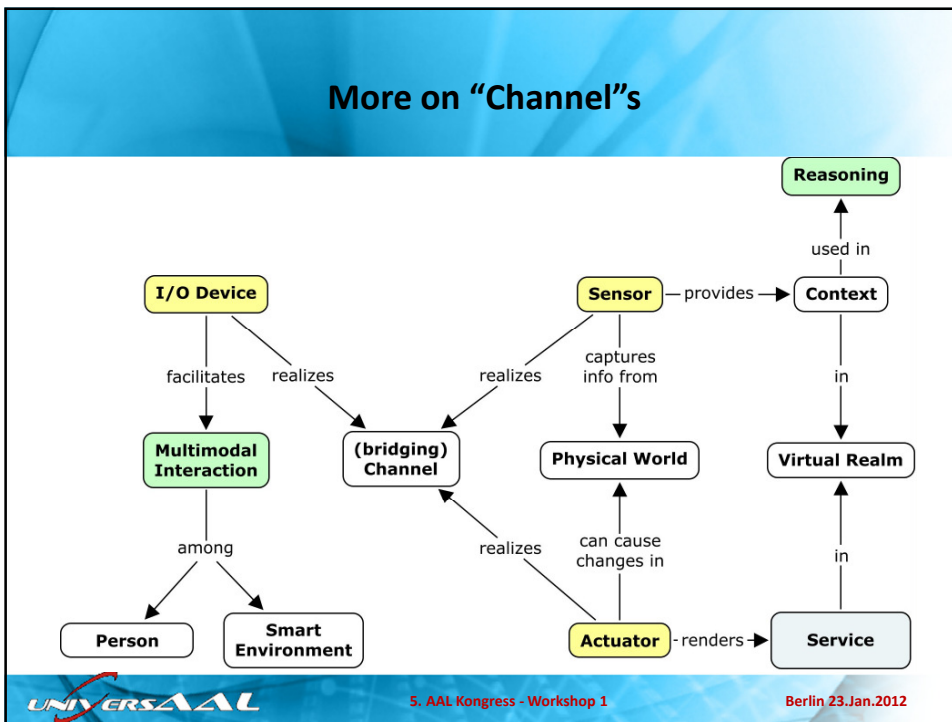 More on “Channel”s
Reasoning
used in
I/O Device
Sensor
provides
Context
facilitates
realizes
realizes
captures
info from
in
Multimodal
Interaction
(bridging)
Channel
Physical World
Virtual Realm
among
realizes
can cause
changes in
in
Person
Smart
Environment
Actuator
renders
Service
UNIVERSAAL
5. AAL Kongress - Workshop 1
Berlin 23.Jan.2012